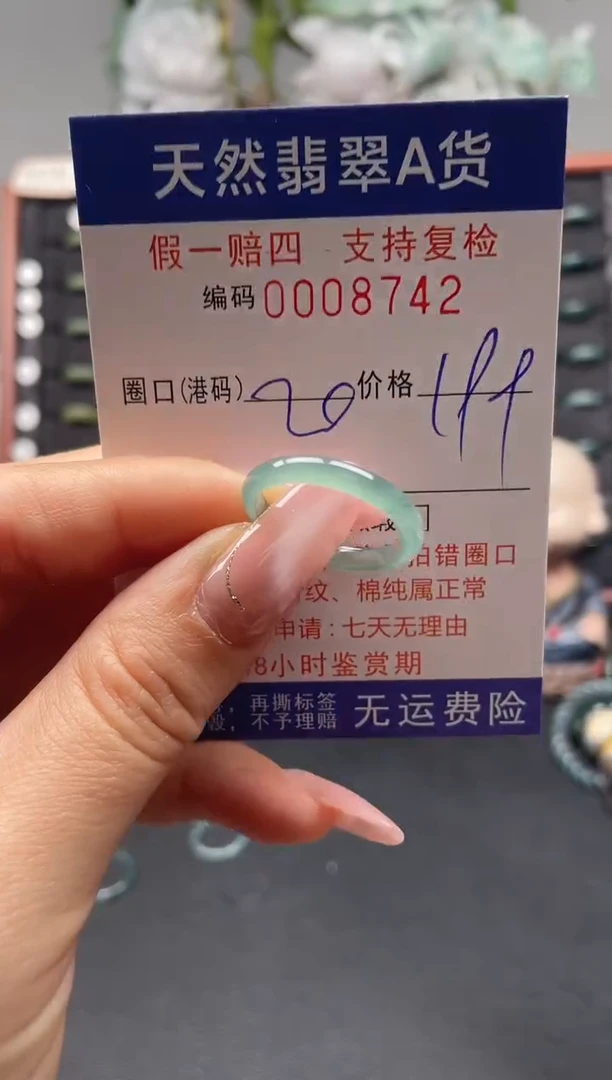 天然翡翠A货
假一赔四 支持复检
编码0008742
圈口(港码) 20 价格 199
拍错圈口
纹、棉纯属正常
申请:七天无理由
8小时鉴赏期
，再撕标签
毁，不予理赔
无运费险